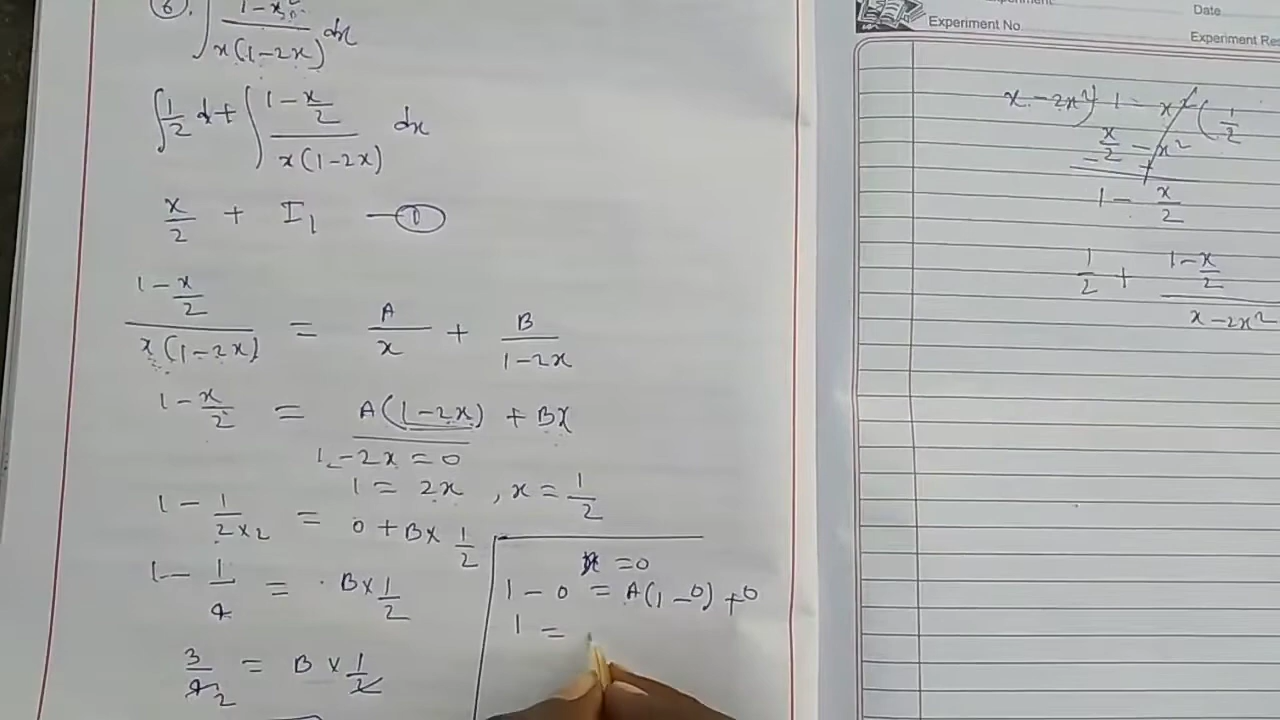 6. ∫ 1-x²
x(1-2x) dx
∫ 1/2 d + ∫ (1 - x/2) / x(1-2x) dx
x/2 + I₁ —①
(1 - x/2) / x(1-2x) = A/x + B/(1-2x)
1 - x/2 = A(1-2x) + Bx
1-2x=0
1 = 2x , x = 1/2
1 - 1/(2×2) = 0 + B× 1/2
1 - 1/4 = B×1/2
3/4 2 = B × 1/2
x =0
1 - 0 = A(1-0) + 0
1 =
Experiment No
Date
Experiment Res
x - 2x²) 1 - x² ( 1/2
x/2 - x²
- +
1 - x/2
1/2 + (1 - x/2) / (x-2x²)